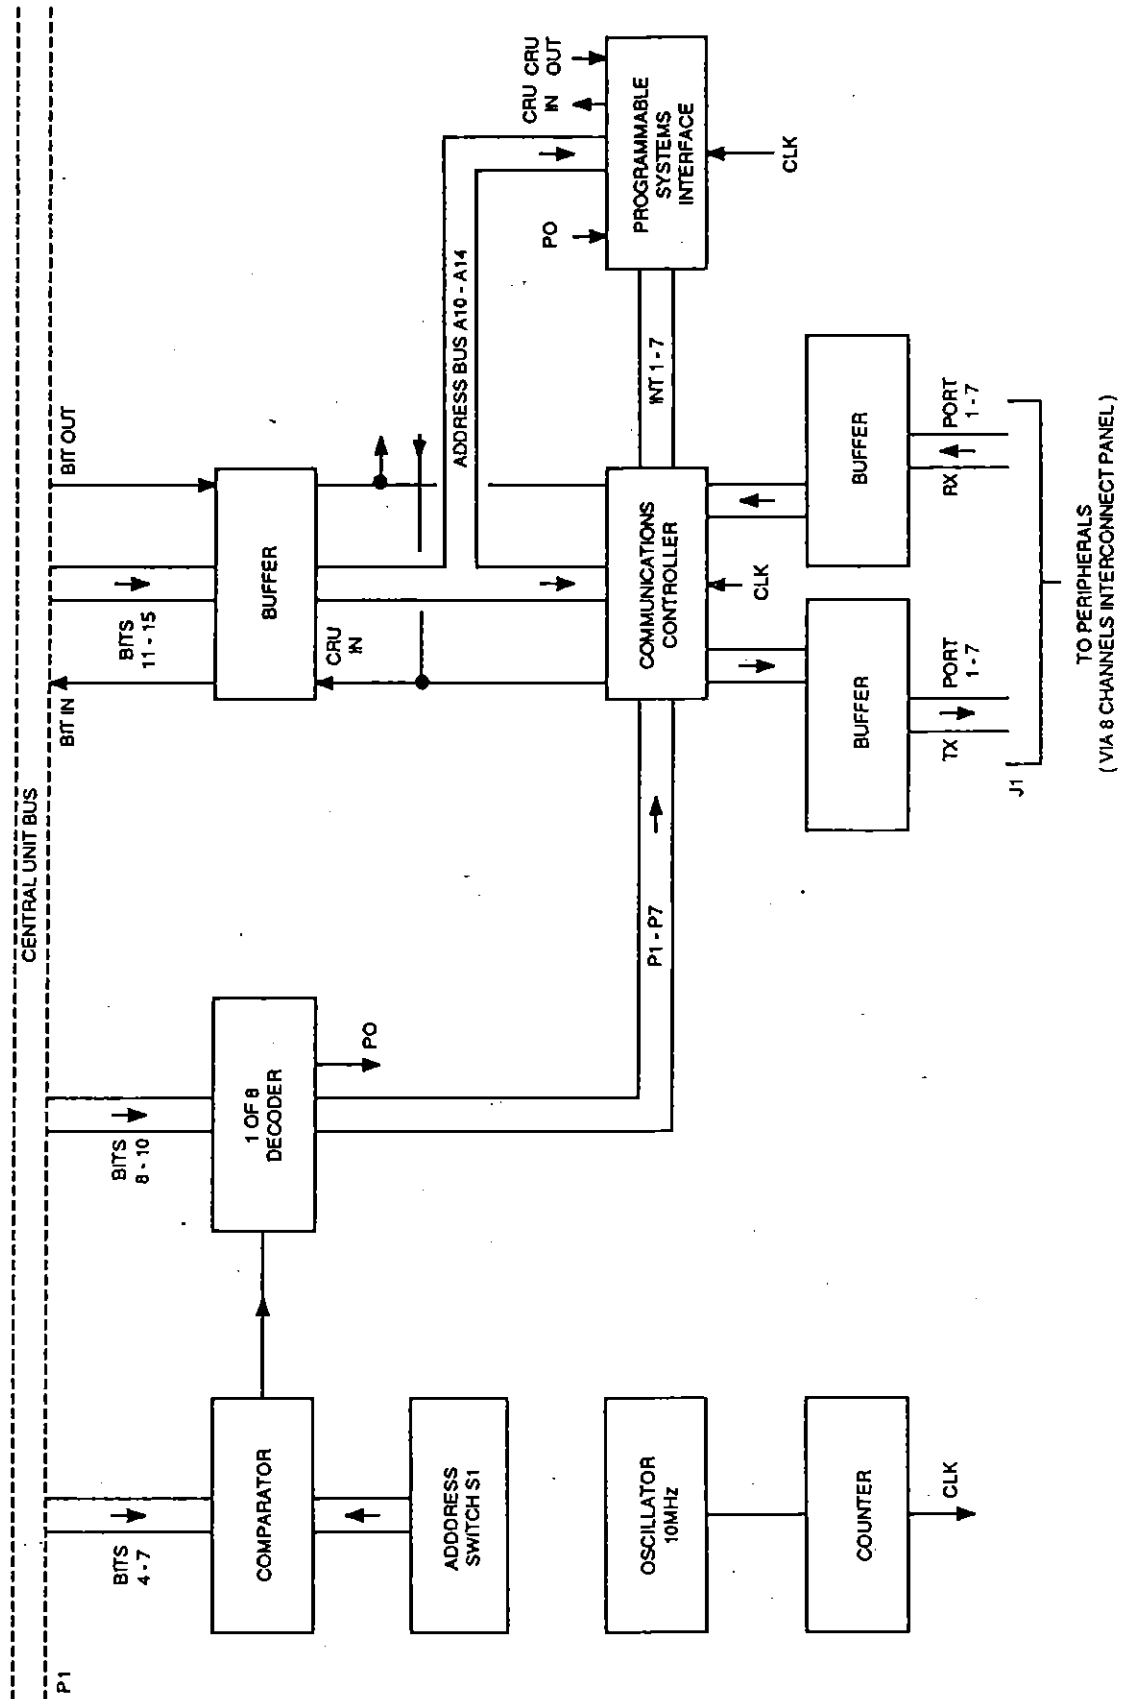 CENTRAL UNIT BUS
P1
BITS
4 - 7
BITS
8 - 10
BIT IN
BITS
11 - 15
BIT OUT
COMPARATOR
1 OF 8
DECODER
BUFFER
PO
CRU
IN
ADDRESS BUS A10 - A14
CRU
IN
CRU
OUT
PO
ADDDRESS
SWITCH S1
OSCILLATOR
10MHz
P1 - P7
COMMUNICATIONS
CONTROLLER
INT 1 - 7
PROGRAMMABLE
SYSTEMS
INTERFACE
CLK
CLK
COUNTER
BUFFER
BUFFER
CLK
TX
PORT
1 - 7
RX
PORT
1 - 7
J1
TO PERIPHERALS
( VIA 8 CHANNELS INTERCONNECT PANEL )